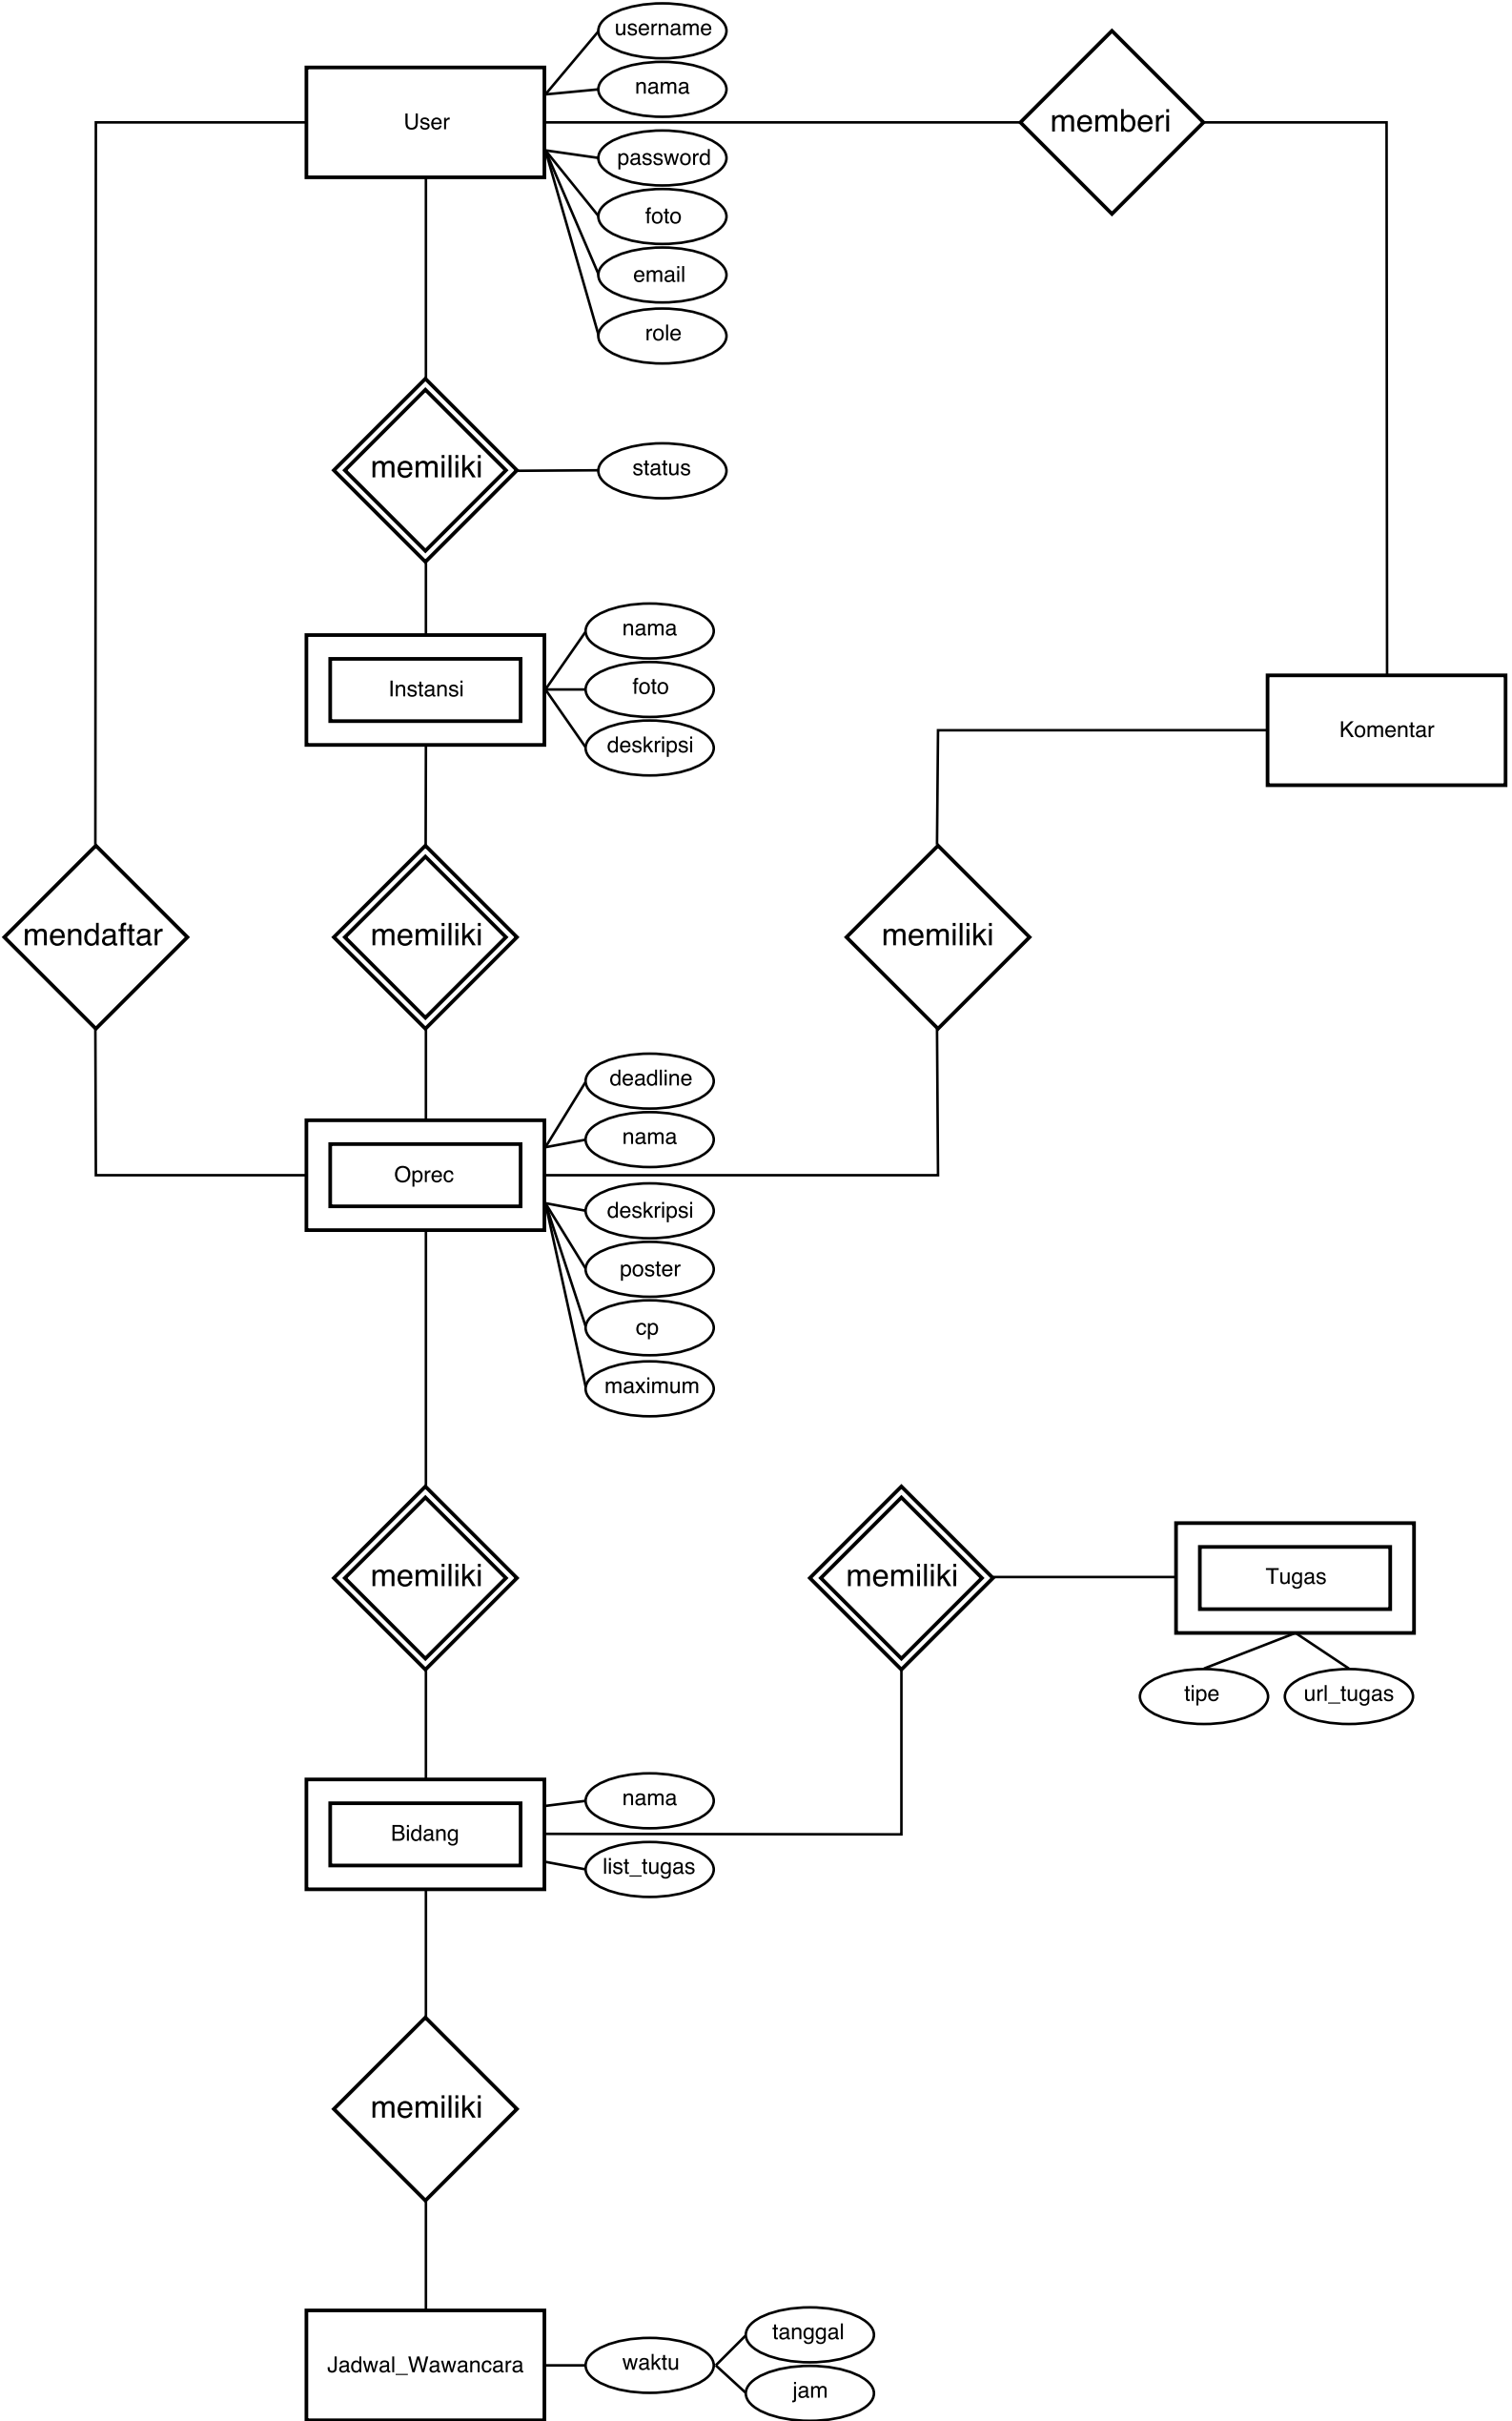 username
nama
User
memberi
password
foto
email
role
memiliki
status
nama
Instansi
foto
deskripsi
Komentar
mendaftar
memiliki
memiliki
deadline
nama
Oprec
deskripsi
poster
cp
maximum
memiliki
memiliki
Tugas
tipe
url_tugas
nama
Bidang
list_tugas
memiliki
tanggal
Jadwal_Wawancara
waktu
jam